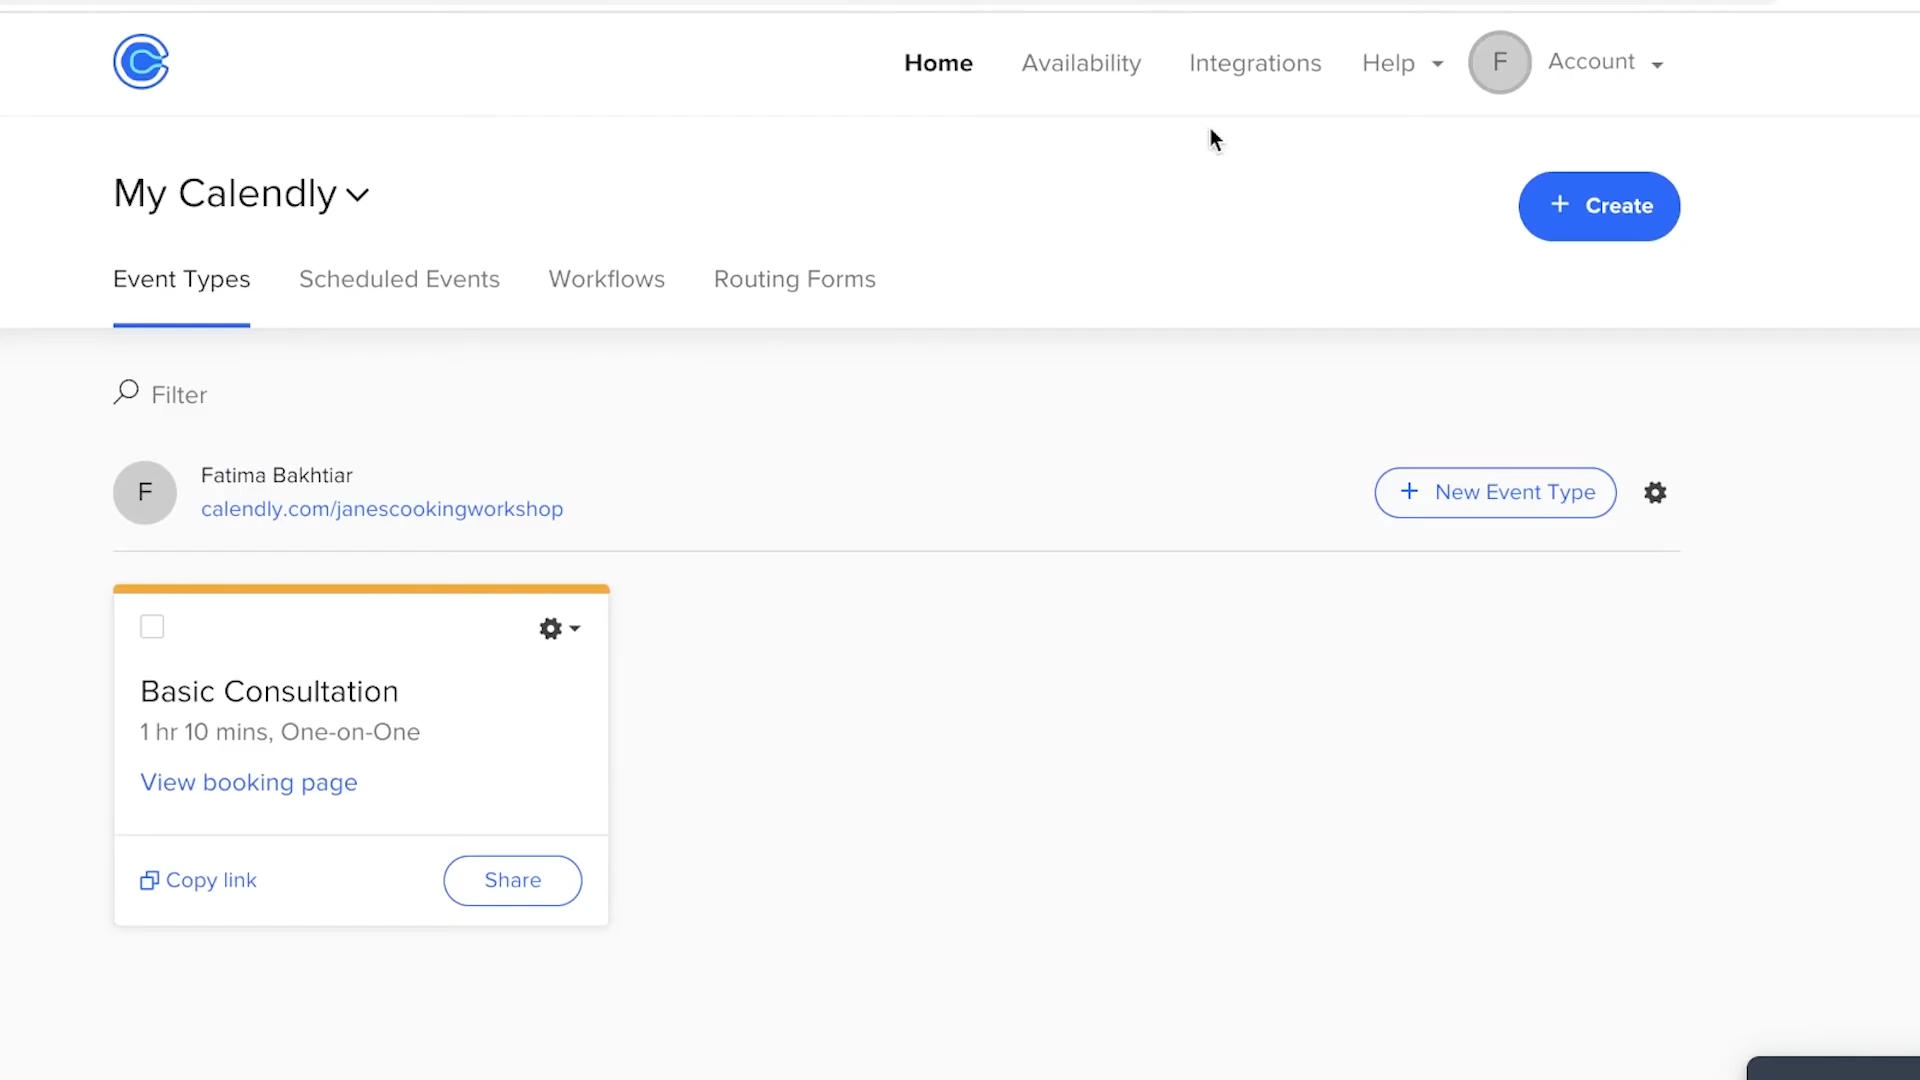 Home Availability Integrations Help F Account
My Calendly
+ Create
Event Types Scheduled Events Workflows Routing Forms
Filter
F
Fatima Bakhtiar
calendly.com/janescookingworkshop
+ New Event Type
Basic Consultation
1 hr 10 mins, One-on-One
View booking page
Copy link
Share